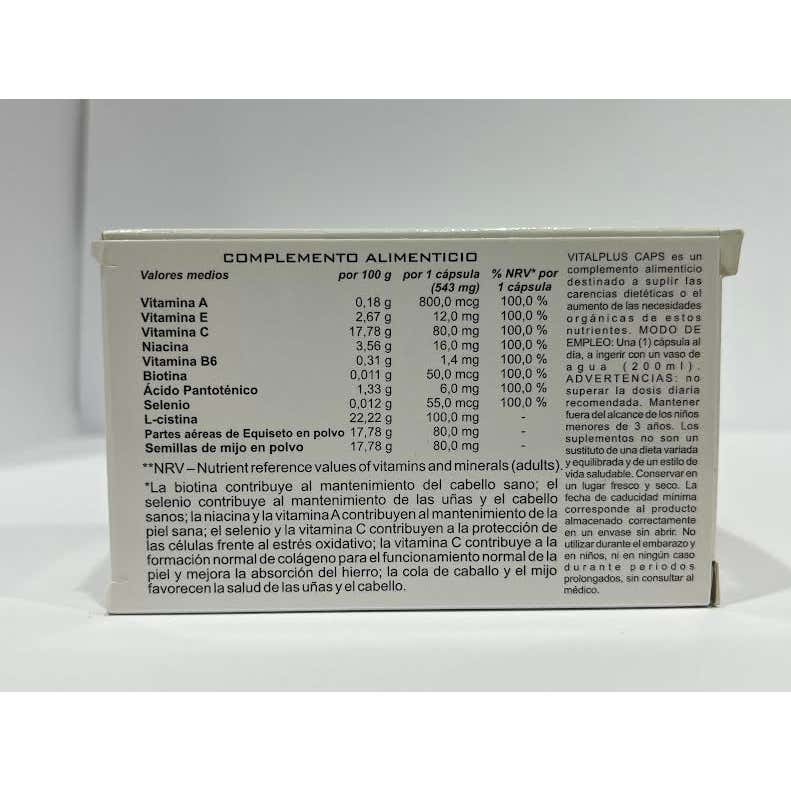 COMPLEMENTO ALIMENTICIO
Valores medios por 100 g por 1 cápsula % NRV* por
(543 mg) 1 cápsula
Vitamina A 0,18 g 800,0 mcg 100,0 %
Vitamina E 2,67 g 12,0 mg 100,0 %
Vitamina C 17,78 g 80,0 mg 100,0 %
Niacina 3,56 g 16,0 mg 100,0 %
Vitamina B6 0,31 g 1,4 mg 100,0 %
Biotina 0,011 g 50,0 mcg 100,0 %
Ácido Pantoténico 1,33 g 6,0 mg 100,0 %
Selenio 0,012 g 55,0 mcg 100,0 %
L-cistina 22,22 g 100,0 mg -
Partes aéreas de Equiseto en polvo 17,78 g 80,0 mg -
Semillas de mijo en polvo 17,78 g 80,0 mg -
**NRV – Nutrient reference values of vitamins and minerals (adults).
*La biotina contribuye al mantenimiento del cabello sano; el
selenio contribuye al mantenimiento de las uñas y el cabello
sanos; la niacina y la vitamina A contribuyen al mantenimiento de la
piel sana; el selenio y la vitamina C contribuyen a la protección de
las células frente al estrés oxidativo; la vitamina C contribuye a la
formación normal de colágeno para el funcionamiento normal de la
piel y mejora la absorción del hierro; la cola de caballo y el mijo
favorecen la salud de las uñas y el cabello.
VITALPLUS CAPS es un
complemento alimenticio
destinado a suplir las
carencias dietéticas o el
aumento de las necesidades
orgánicas de estos
nutrientes. MODO DE
EMPLEO: Una (1) cápsula al
día, a ingerir con un vaso de
agua (200ml).
ADVERTENCIAS: no
superar la dosis diaria
recomendada. Mantener
fuera del alcance de los niños
menores de 3 años. Los
suplementos no son un
sustituto de una dieta variada
y equilibrada y de un estilo de
vida saludable. Conservar en
un lugar fresco y seco. La
fecha de caducidad mínima
corresponde al producto
almacenado correctamente
en un envase sin abrir. No
utilizar durante el embarazo y
en niños, ni en ningún caso
durante periodos
prolongados, sin consultar al
médico.